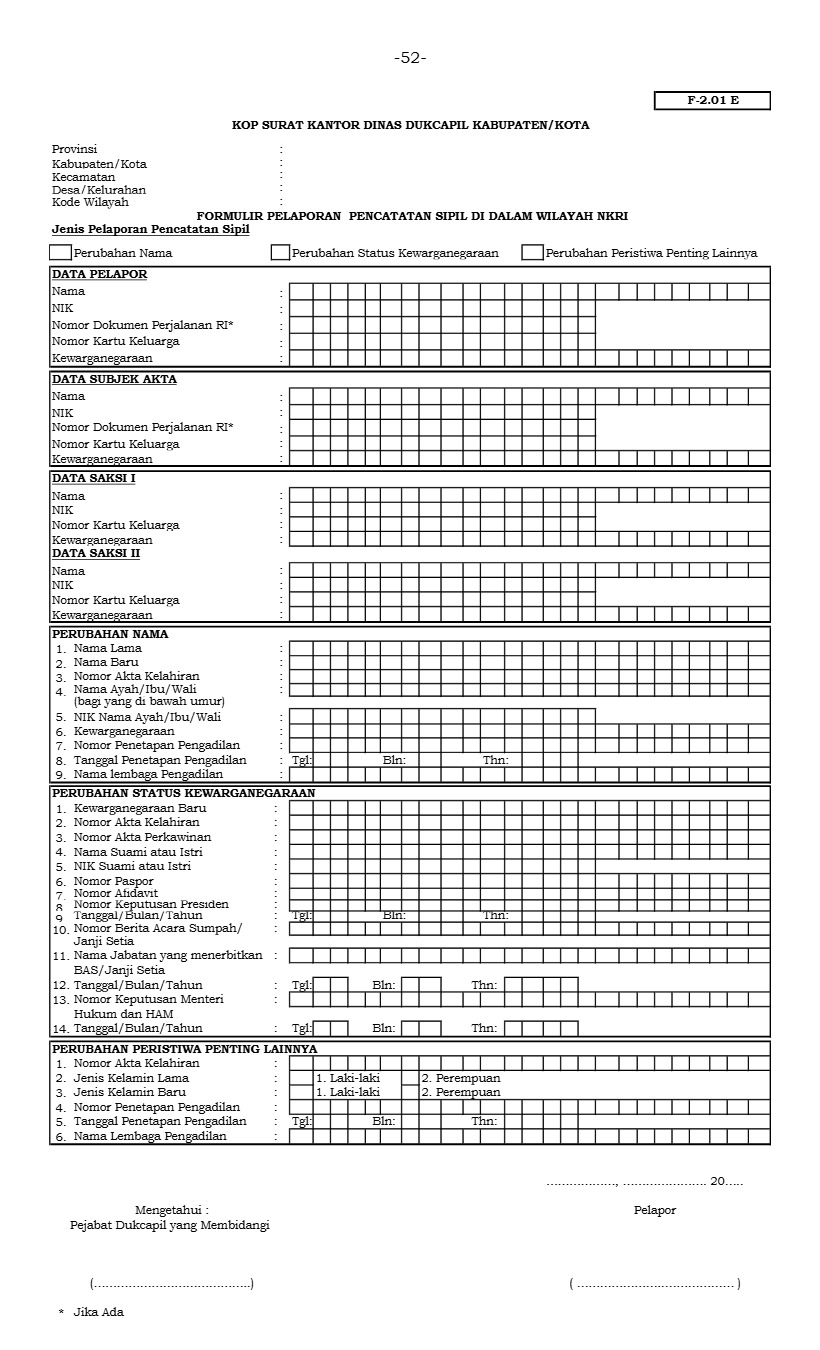 -52-
F-2.01 E
KOP SURAT KANTOR DINAS DUKCAPIL KABUPATEN/KOTA
Provinsi :
Kabupaten/Kota :
Kecamatan :
Desa/Kelurahan :
Kode Wilayah :
FORMULIR PELAPORAN PENCATATAN SIPIL DI DALAM WILAYAH NKRI
Jenis Pelaporan Pencatatan Sipil
Perubahan Nama Perubahan Status Kewarganegaraan Perubahan Peristiwa Penting Lainnya
DATA PELAPOR
Nama :
NIK :
Nomor Dokumen Perjalanan RI* :
Nomor Kartu Keluarga :
Kewarganegaraan :
DATA SUBJEK AKTA
Nama :
NIK :
Nomor Dokumen Perjalanan RI* :
Nomor Kartu Keluarga :
Kewarganegaraan :
DATA SAKSI I
Nama :
NIK :
Nomor Kartu Keluarga :
Kewarganegaraan :
DATA SAKSI II
Nama :
NIK :
Nomor Kartu Keluarga :
Kewarganegaraan :
PERUBAHAN NAMA
1. Nama Lama :
2. Nama Baru :
3. Nomor Akta Kelahiran :
4. Nama Ayah/Ibu/Wali :
(bagi yang di bawah umur)
5. NIK Nama Ayah/Ibu/Wali :
6. Kewarganegaraan :
7. Nomor Penetapan Pengadilan :
8. Tanggal Penetapan Pengadilan : Tgl: Bln: Thn:
9. Nama lembaga Pengadilan :
PERUBAHAN STATUS KEWARGANEGARAAN
1. Kewarganegaraan Baru :
2. Nomor Akta Kelahiran :
3. Nomor Akta Perkawinan :
4. Nama Suami atau Istri :
5. NIK Suami atau Istri :
6. Nomor Paspor :
7. Nomor Afidavit :
8 Nomor Keputusan Presiden :
9 Tanggal/Bulan/Tahun : Tgl: Bln: Thn:
10. Nomor Berita Acara Sumpah/ :
Janji Setia
11. Nama Jabatan yang menerbitkan :
BAS/Janji Setia
12. Tanggal/Bulan/Tahun : Tgl: Bln: Thn:
13. Nomor Keputusan Menteri :
Hukum dan HAM
14. Tanggal/Bulan/Tahun : Tgl: Bln: Thn:
PERUBAHAN PERISTIWA PENTING LAINNYA
1. Nomor Akta Kelahiran :
2. Jenis Kelamin Lama : 1. Laki-laki 2. Perempuan
3. Jenis Kelamin Baru : 1. Laki-laki 2. Perempuan
4. Nomor Penetapan Pengadilan :
5. Tanggal Penetapan Pengadilan : Tgl: Bln: Thn:
6. Nama Lembaga Pengadilan :
.................., ...................... 20.....
Mengetahui : Pelapor
Pejabat Dukcapil yang Membidangi
(.........................................) ( ......................................... )
* Jika Ada